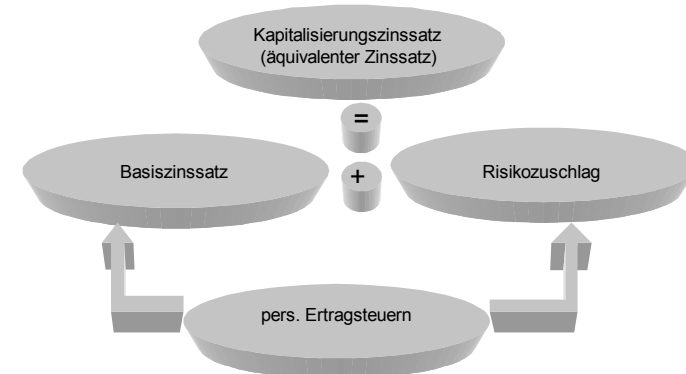 Kapitalisierungszinssatz
(äquivalenter Zinssatz)
=
Basiszinssatz
+
Risikozuschlag
pers. Ertragsteuern